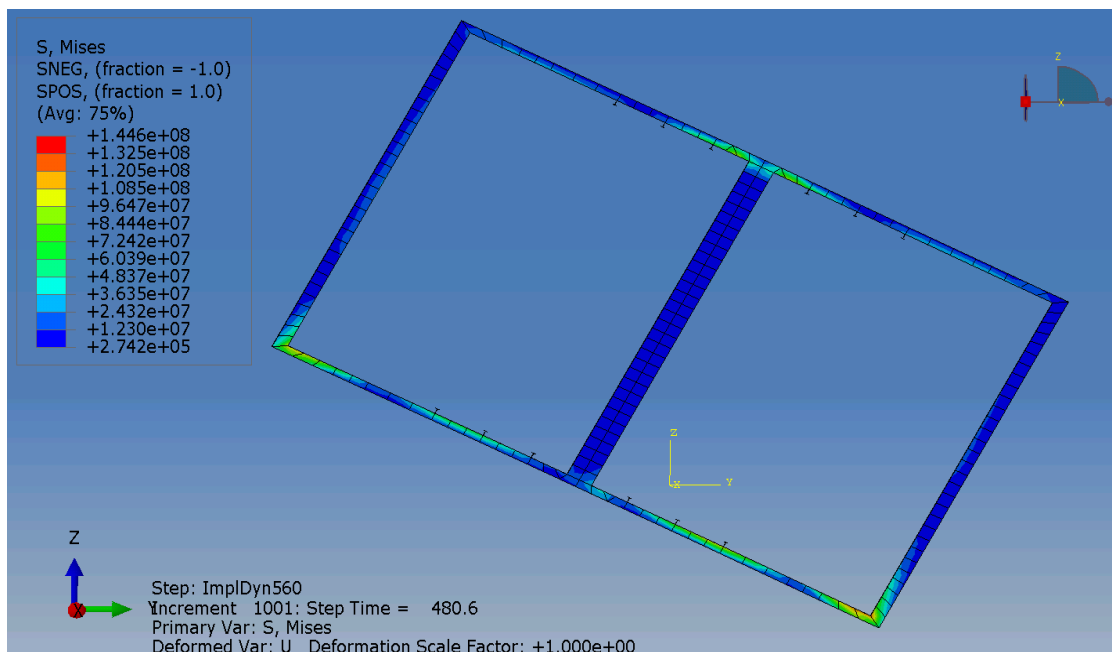 S, Mises
SNEG, (fraction = -1.0)
SPOS, (fraction = 1.0)
(Avg: 75%)
+1.446e+08
+1.325e+08
+1.205e+08
+1.085e+08
+9.647e+07
+8.444e+07
+7.242e+07
+6.039e+07
+4.837e+07
+3.635e+07
+2.432e+07
+1.230e+07
+2.742e+05
Z
X
Z
X
Y
Z
X
Y
Step: ImplDyn560
Increment 1001: Step Time = 480.6
Primary Var: S, Mises
Deformed Var: U Deformation Scale Factor: +1.000e+00